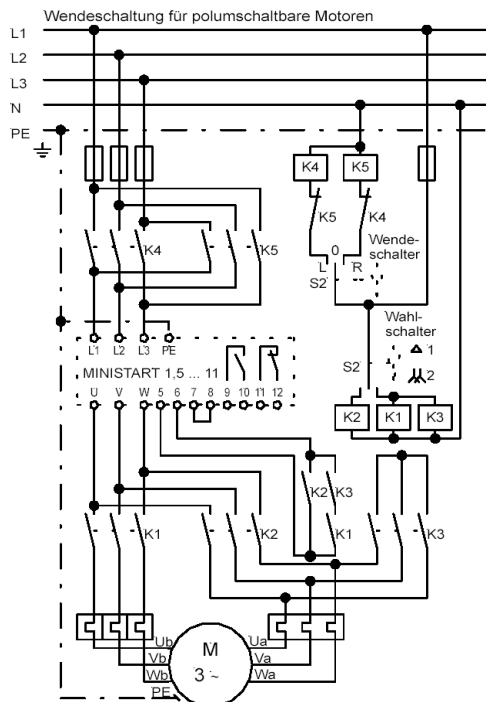 Wendeschaltung für polumschaltbare Motoren
L1
L2
L3
N
PE
K4 K5
K5 K4
K4 K5
0
L R
Wende-
schalter
S2
L1 L2 L3 PE
Wahl-
schalter
S2
1
2
MINISTART 1,5 ... 11
U V W 5 6 7 8 9 10 11 12
K2 K1 K3
K2 K3
K1 K2 K1 K3
Ub Ua
M
Vb Va
3 ~
Wb Wa
PE